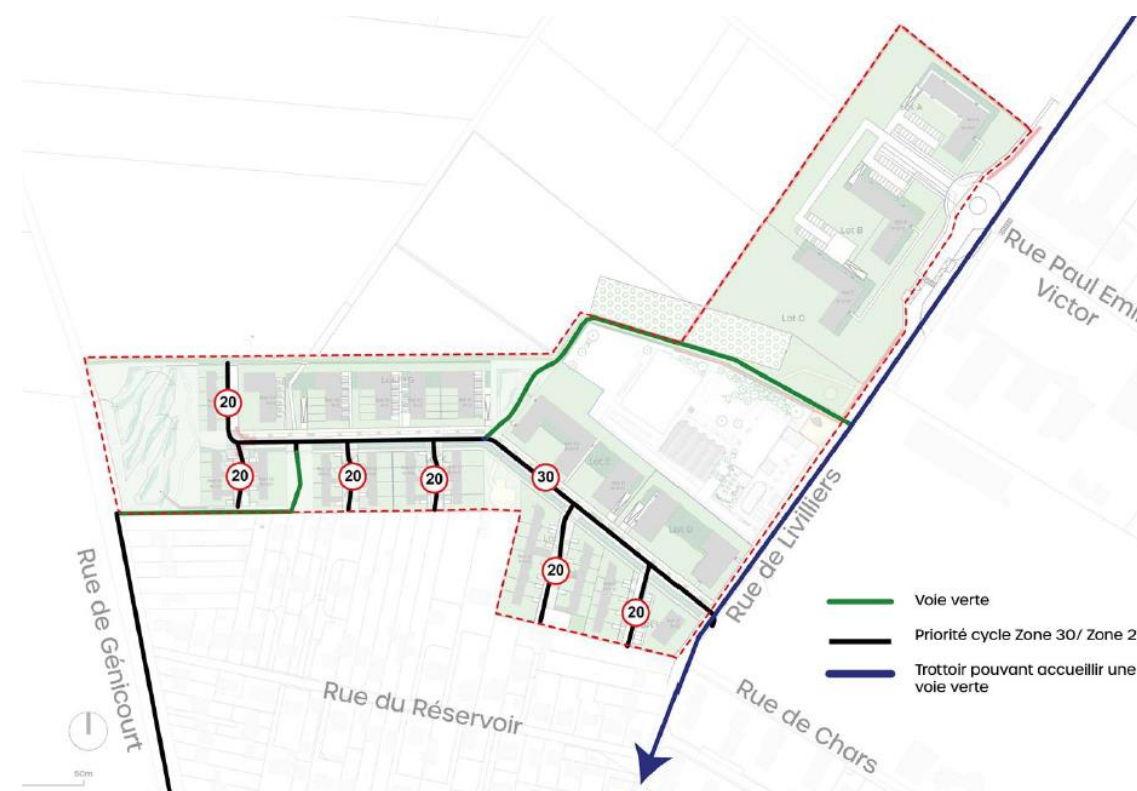 Lot A
Lot B
Lot C
Rue Paul Emi
Victor
20
20
20
20
30
20
20
Lot E
Lot D
Rue de Livilliers
Rue de Génicourt
Rue du Réservoir
Rue de Chars
50m
Voie verte
Priorité cycle Zone 30/ Zone 2
Trottoir pouvant accueillir une
voie verte